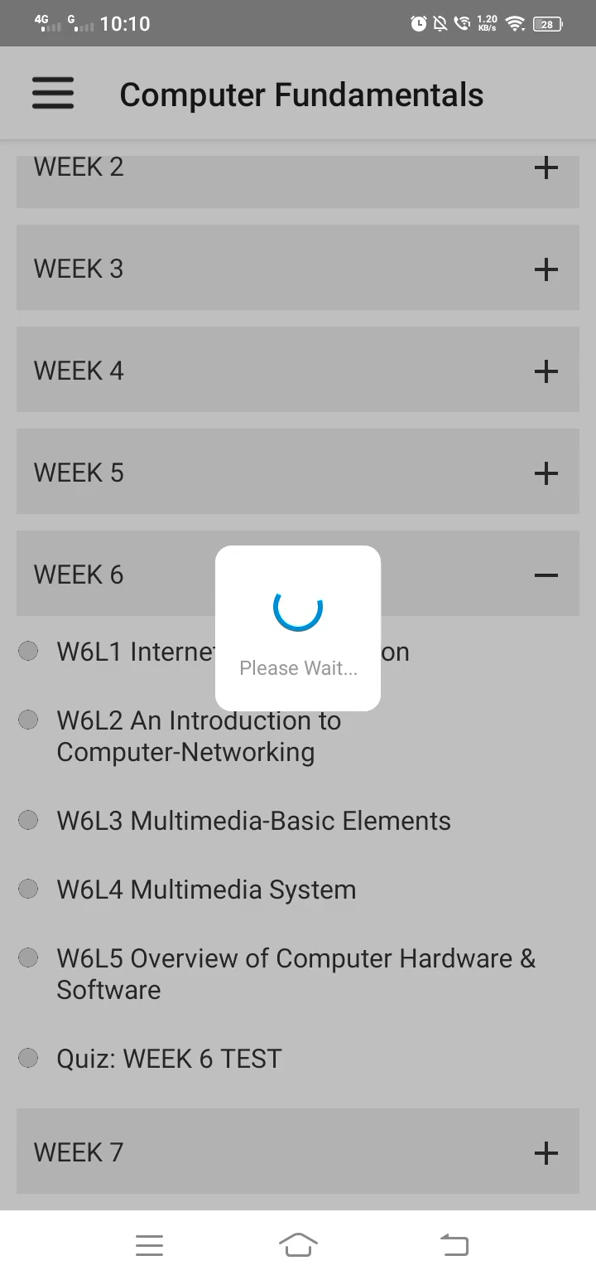 4G G 10:10 1.20 KB/s 28
Computer Fundamentals
WEEK 2
WEEK 3
WEEK 4
WEEK 5
WEEK 6
W6L1 Interne on
Please Wait...
W6L2 An Introduction to
Computer-Networking
W6L3 Multimedia-Basic Elements
W6L4 Multimedia System
W6L5 Overview of Computer Hardware &
Software
Quiz: WEEK 6 TEST
WEEK 7